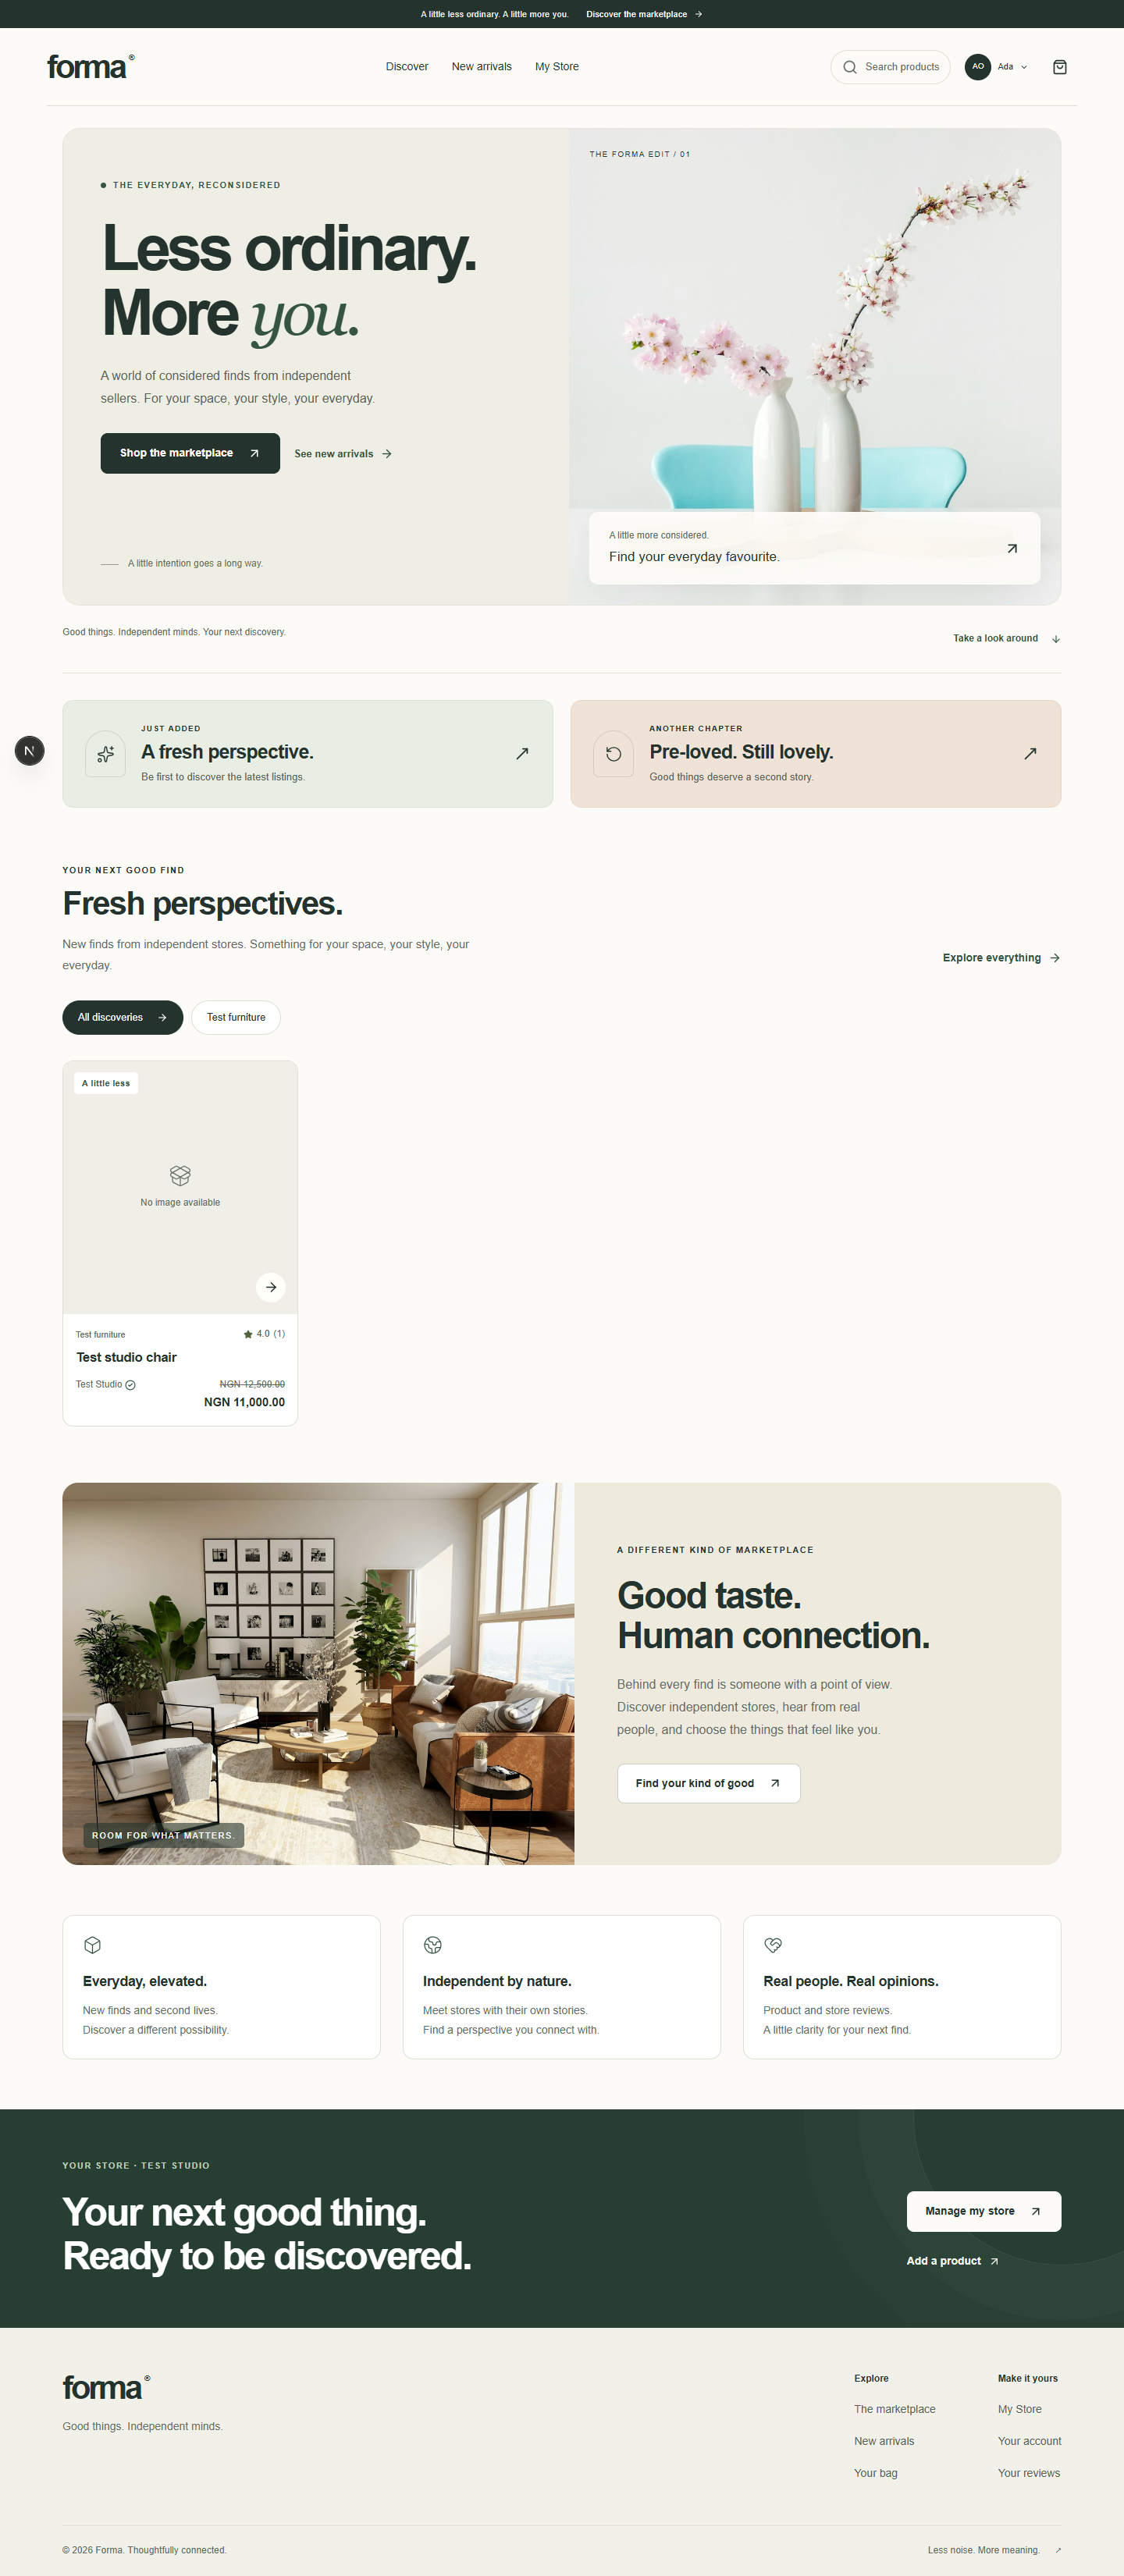 A little less ordinary. A little more you. Discover the marketplace →
forma®
Discover New arrivals My Store
Search products
AO Ada
THE EVERYDAY, RECONSIDERED
Less ordinary.
More you.
A world of considered finds from independent
sellers. For your space, your style, your everyday.
Shop the marketplace
See new arrivals →
A little intention goes a long way.
THE FORMA EDIT / 01
A little more considered.
Find your everyday favourite.
Good things. Independent minds. Your next discovery.
Take a look around ↓
N
JUST ADDED
A fresh perspective.
Be first to discover the latest listings.
ANOTHER CHAPTER
Pre-loved. Still lovely.
Good things deserve a second story.
YOUR NEXT GOOD FIND
Fresh perspectives.
New finds from independent stores. Something for your space, your style, your
everyday.
Explore everything →
All discoveries →
Test furniture
A little less
No image available
Test furniture
4.0 (1)
Test studio chair
Test Studio
NGN 12,500.00
NGN 11,000.00
ROOM FOR WHAT MATTERS.
A DIFFERENT KIND OF MARKETPLACE
Good taste.
Human connection.
Behind every find is someone with a point of view.
Discover independent stores, hear from real
people, and choose the things that feel like you.
Find your kind of good
Everyday, elevated.
New finds and second lives.
Discover a different possibility.
Independent by nature.
Meet stores with their own stories.
Find a perspective you connect with.
Real people. Real opinions.
Product and store reviews.
A little clarity for your next find.
YOUR STORE · TEST STUDIO
Your next good thing.
Ready to be discovered.
Manage my store
Add a product
forma®
Good things. Independent minds.
Explore
The marketplace
New arrivals
Your bag
Make it yours
My Store
Your account
Your reviews
© 2026 Forma. Thoughtfully connected.
Less noise. More meaning. ↗